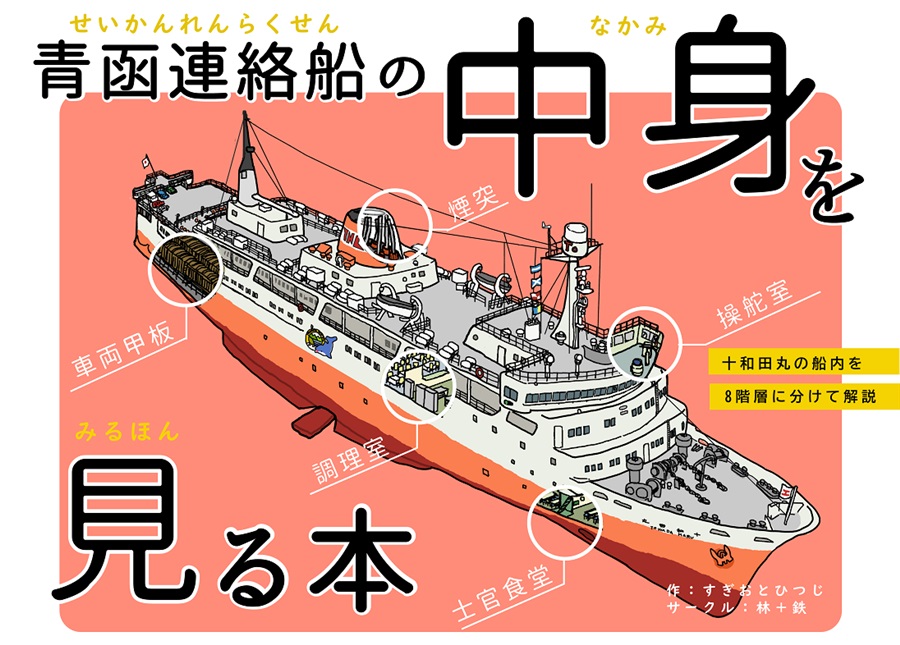 せいかんれんらくせん
なかみ
青函連絡船の中身を
煙突
操舵室
車両甲板
十和田丸の船内を
8階層に分けて解説
みるほん
見る本
調理室
士官食堂
作：すぎおとひつじ
サークル：林＋鉄